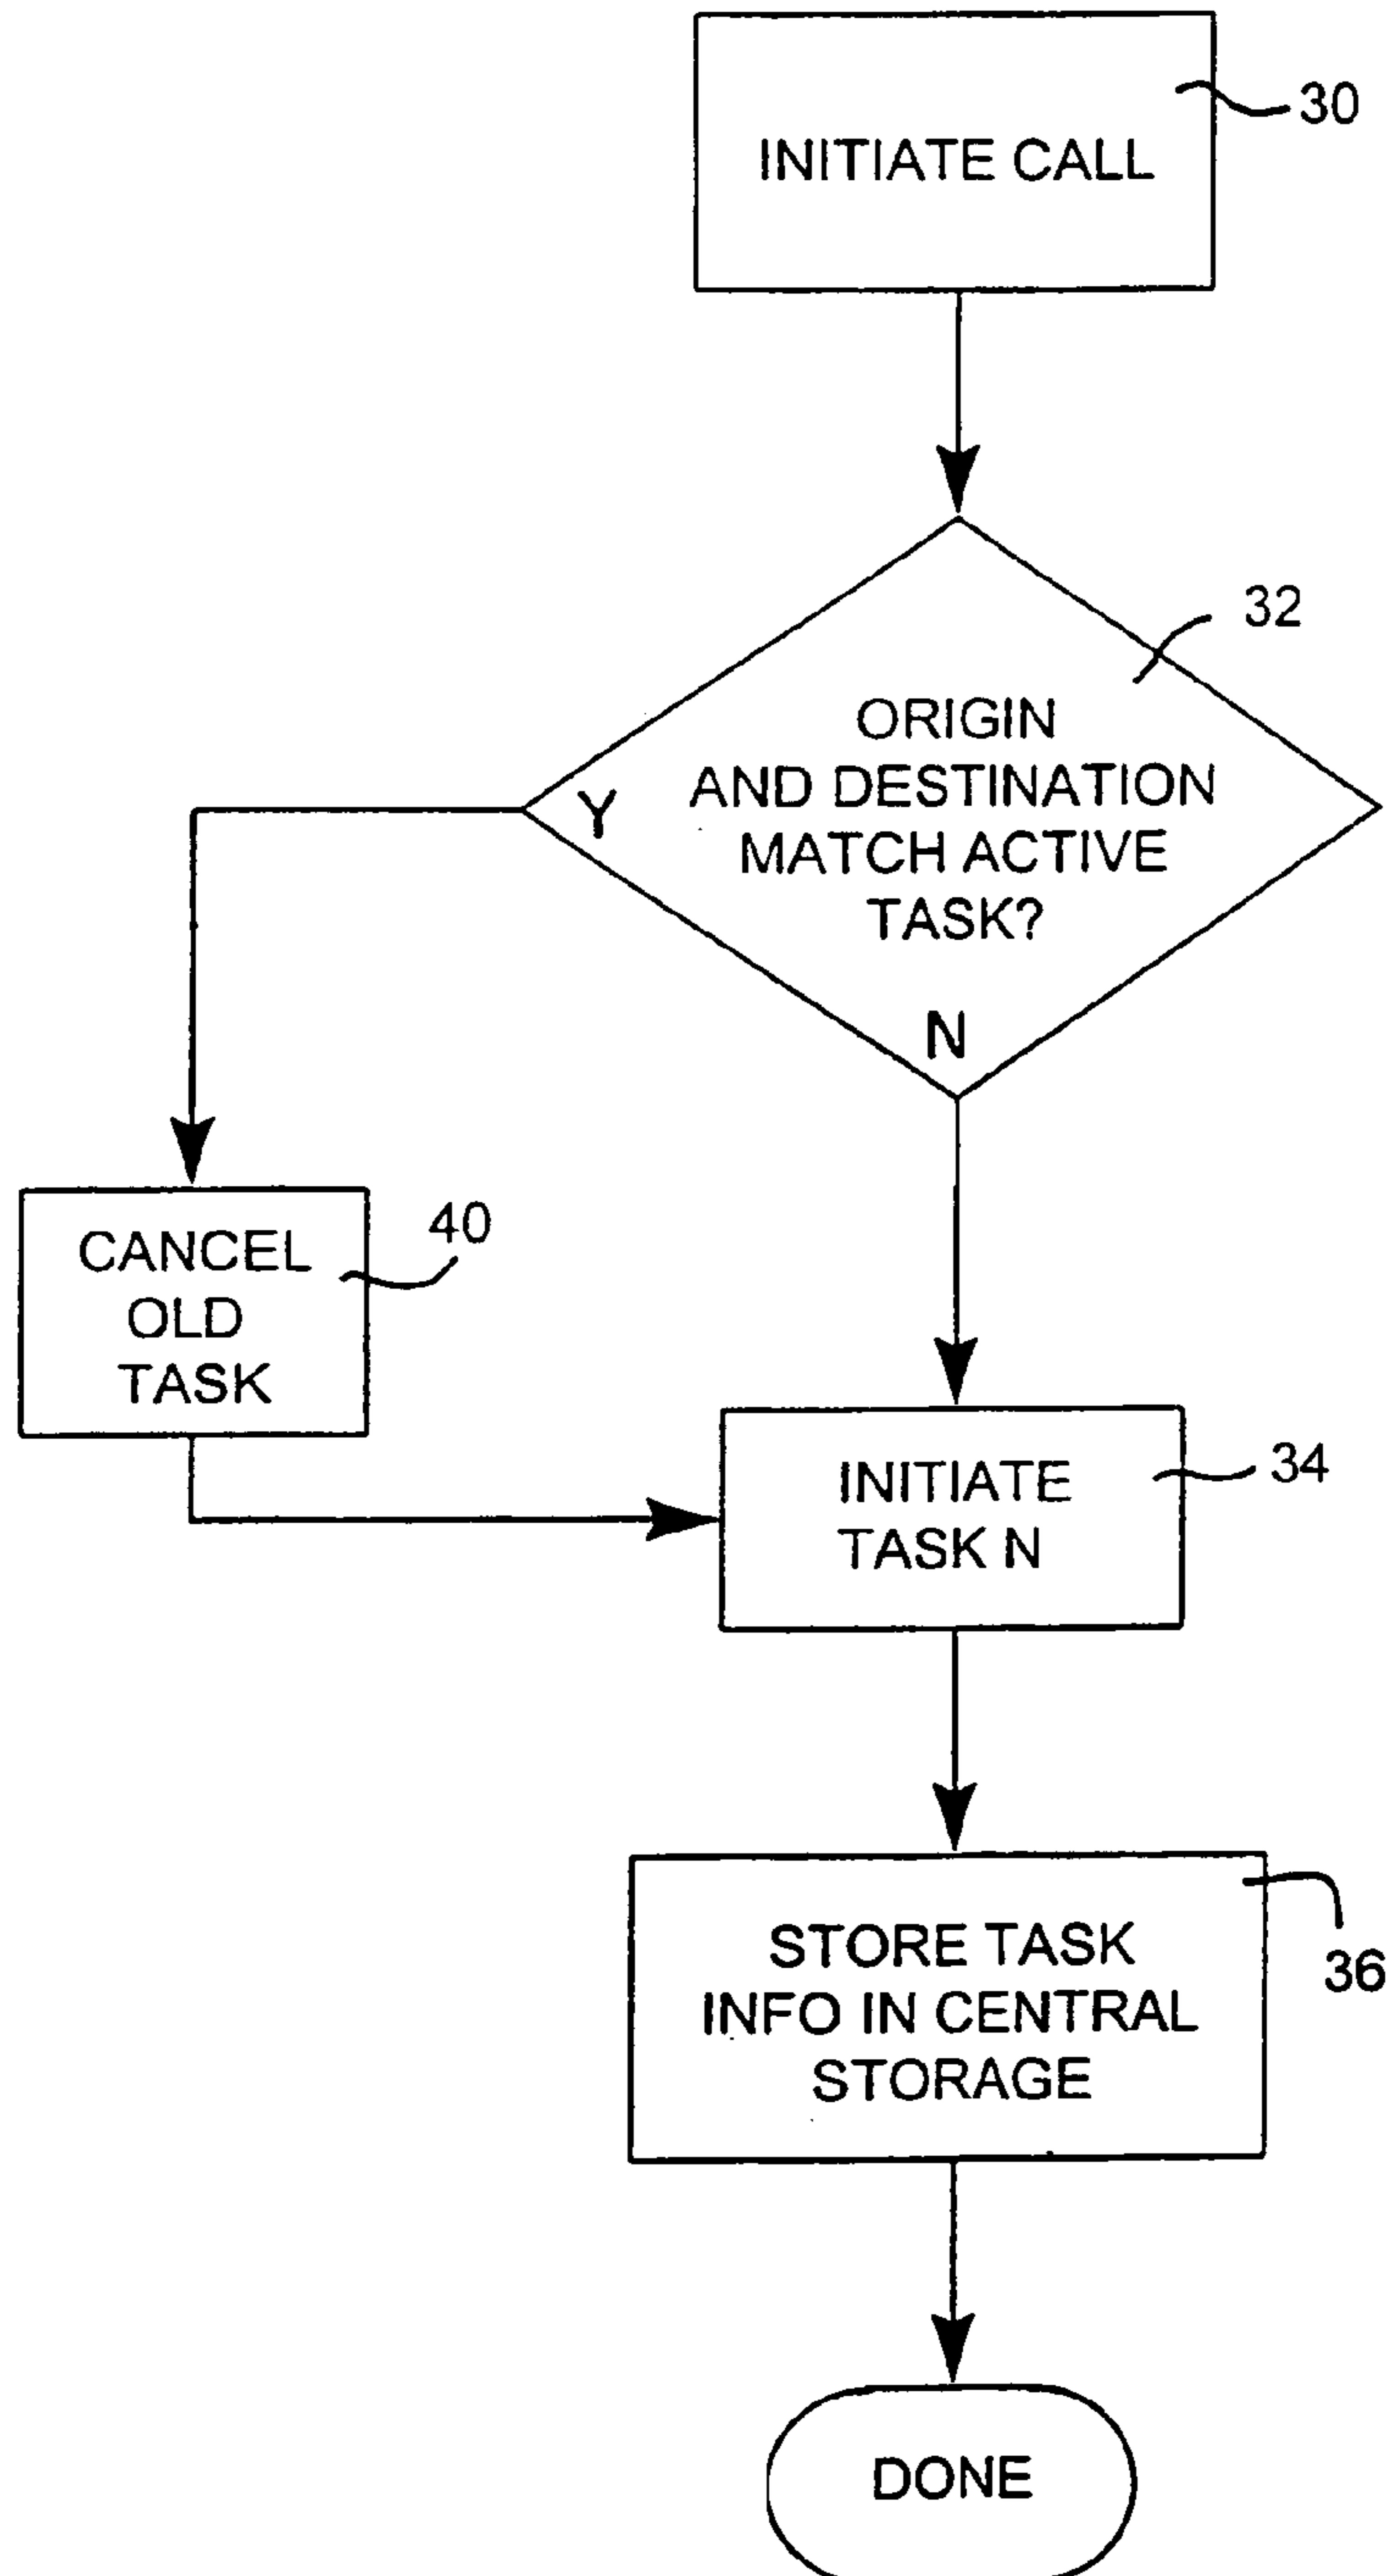 30
INITIATE CALL
32
ORIGIN
AND DESTINATION
MATCH ACTIVE
TASK?
Y
N
40
CANCEL
OLD
TASK
34
INITIATE
TASK N
36
STORE TASK
INFO IN CENTRAL
STORAGE
DONE